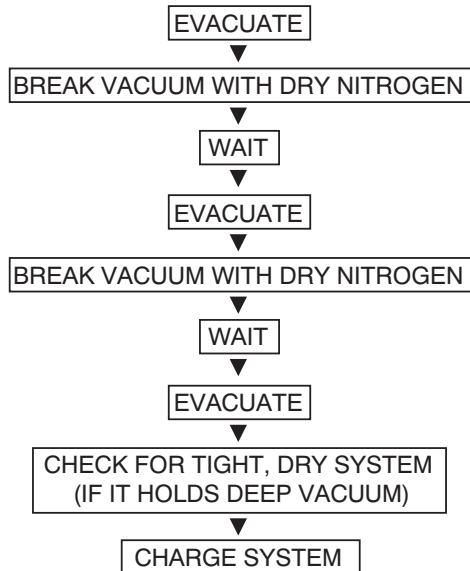 EVACUATE
BREAK VACUUM WITH DRY NITROGEN
WAIT
EVACUATE
BREAK VACUUM WITH DRY NITROGEN
WAIT
EVACUATE
CHECK FOR TIGHT, DRY SYSTEM
(IF IT HOLDS DEEP VACUUM)
CHARGE SYSTEM